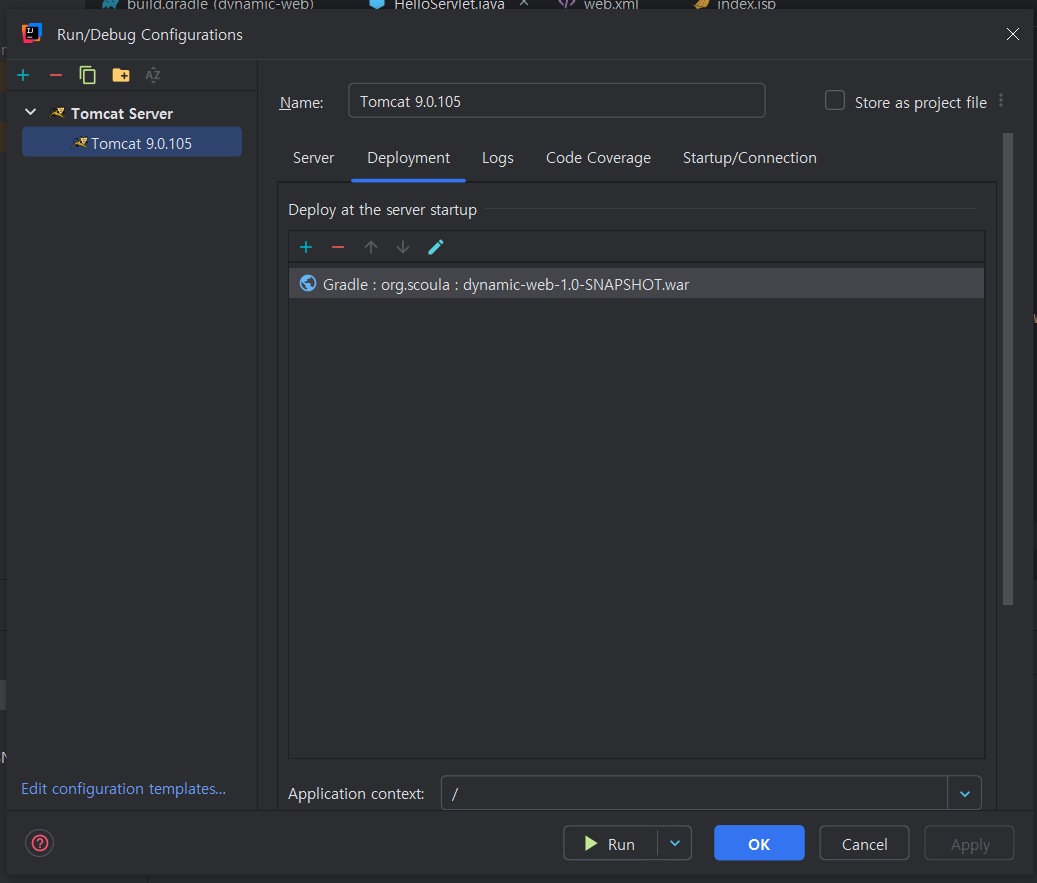 build.gradle (dynamic-web) HelloServlet.java web.xml index.jsp
Run/Debug Configurations
Tomcat Server
Tomcat 9.0.105
Edit configuration templates...
Name: Tomcat 9.0.105 Store as project file
Server Deployment Logs Code Coverage Startup/Connection
Deploy at the server startup
Gradle : org.scoula : dynamic-web-1.0-SNAPSHOT.war
Application context: /
? Run OK Cancel Apply